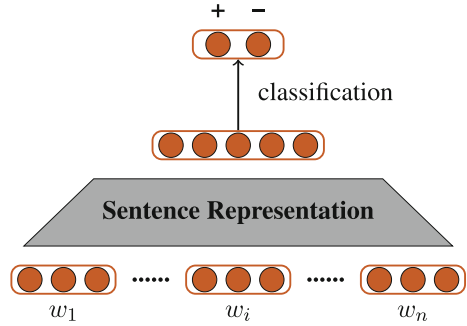 + −
classification
Sentence Representation
...... ......
w₁ wᵢ wₙ